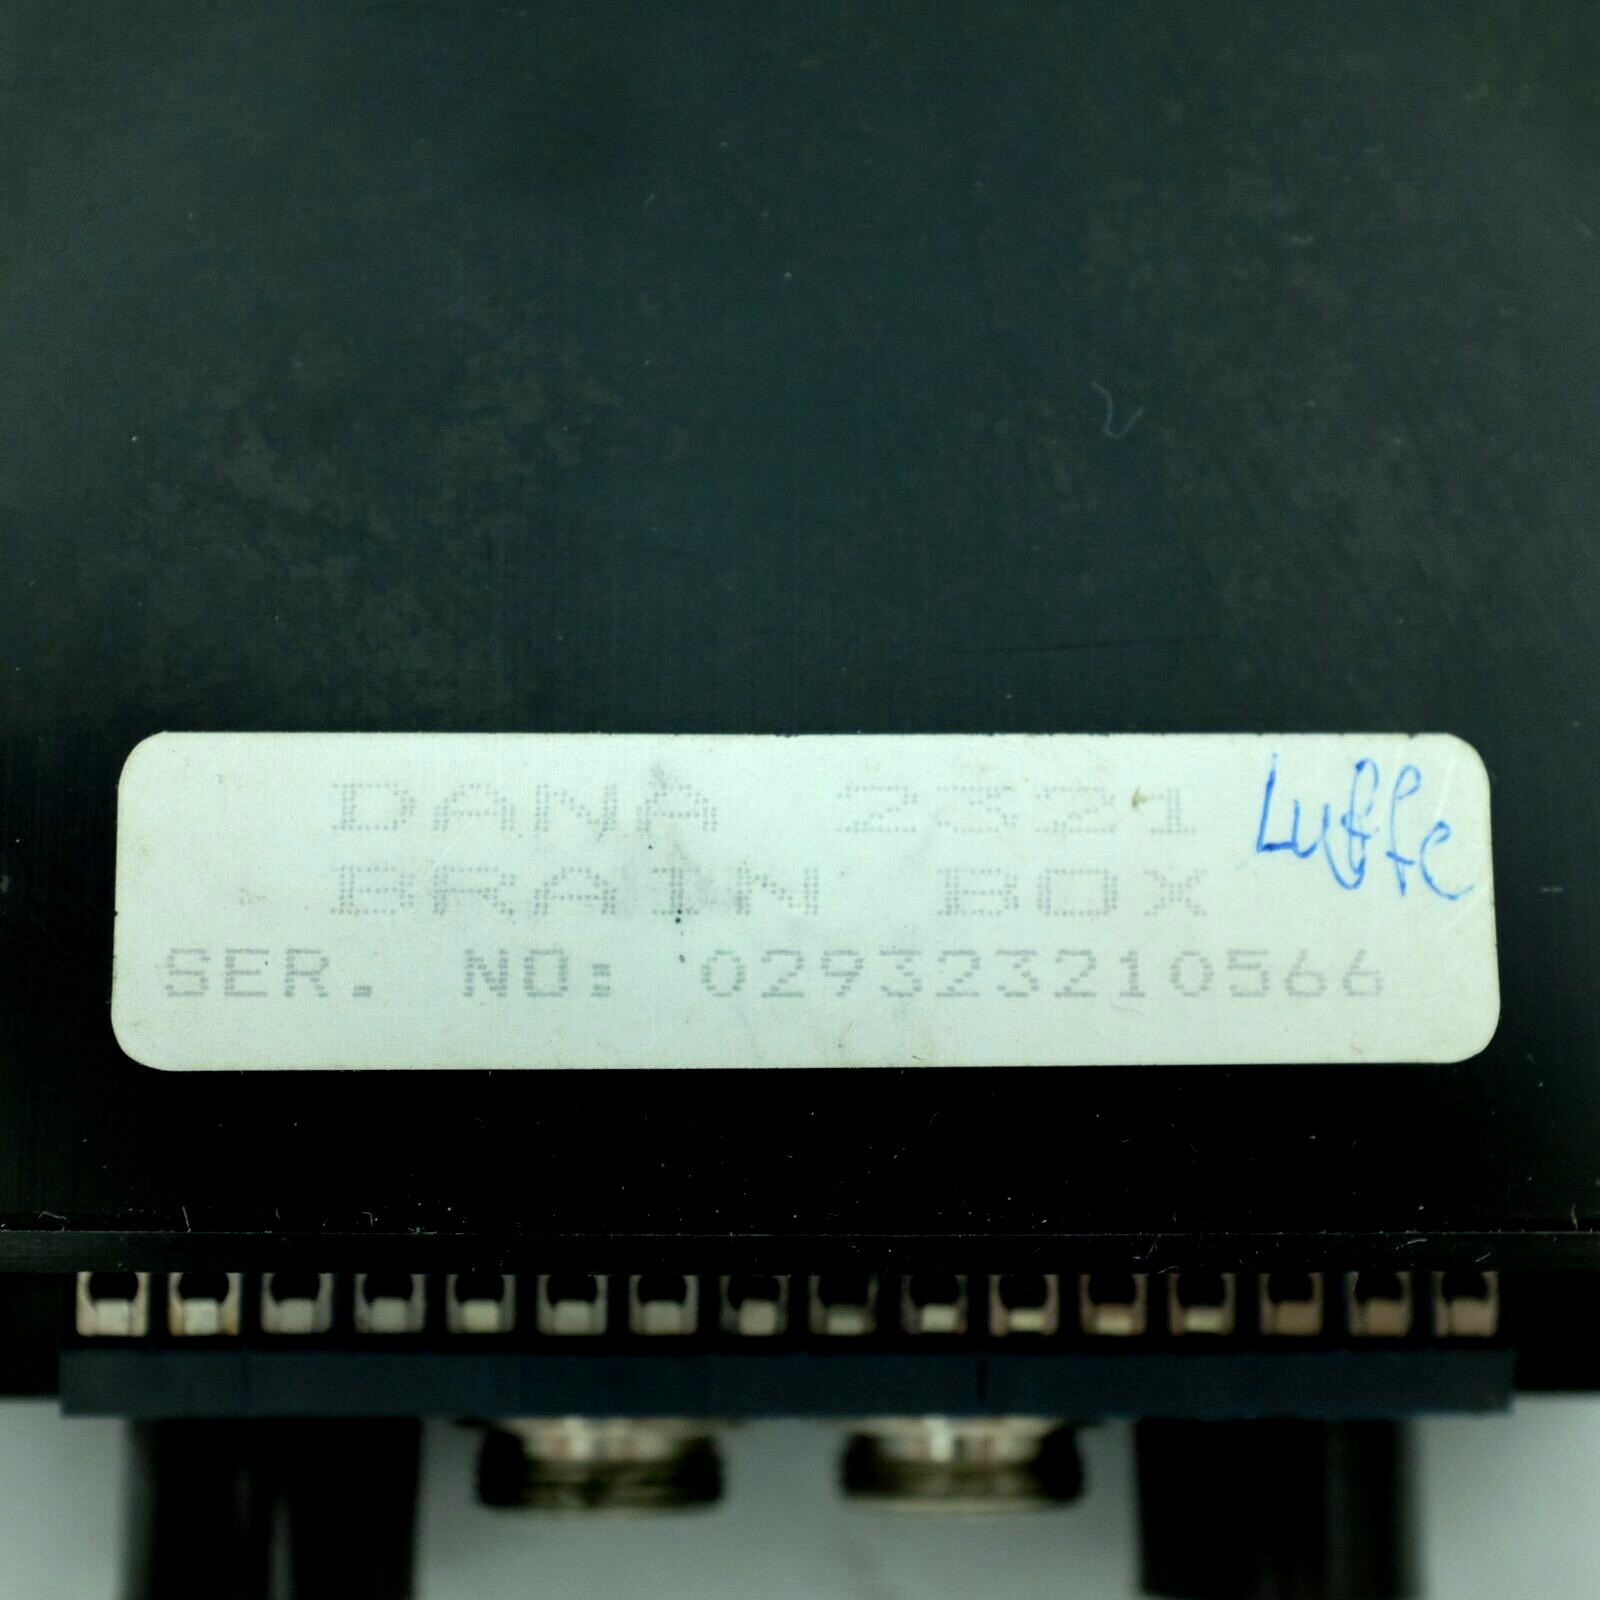 DANA 2321
BRAIN BOX
SER. NO: 029323210566
Luffe